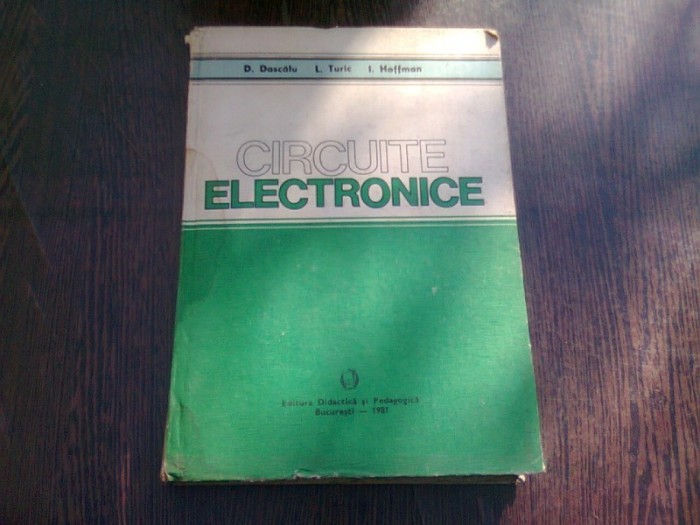 D. Dascălu L. Turic I. Hoffman
CIRCUITE
ELECTRONICE
Editura Didactică și Pedagogică
București — 1981